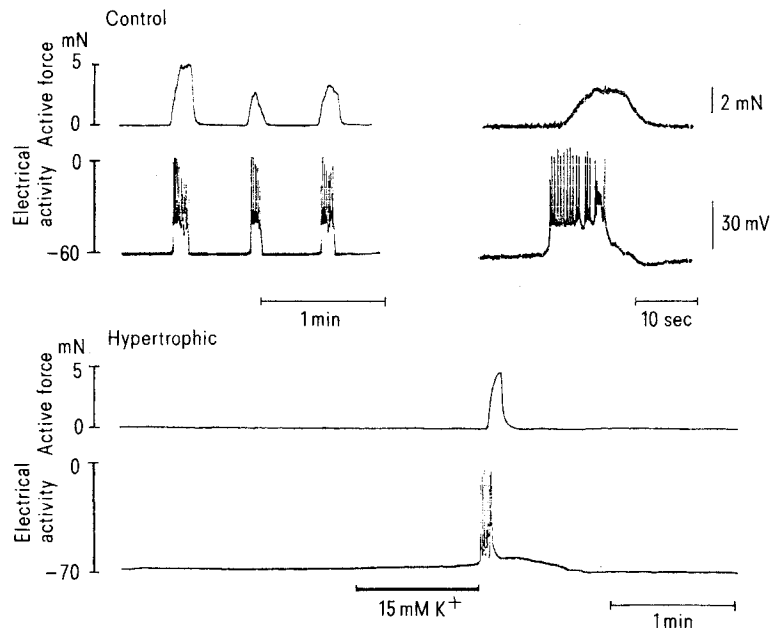 Control
mN
5
0
Active force
2 mN
0
-60
Electrical activity
30 mV
1 min
10 sec
Hypertrophic
mN
5
0
Active force
0
-70
Electrical activity
15 mM K+
1 min